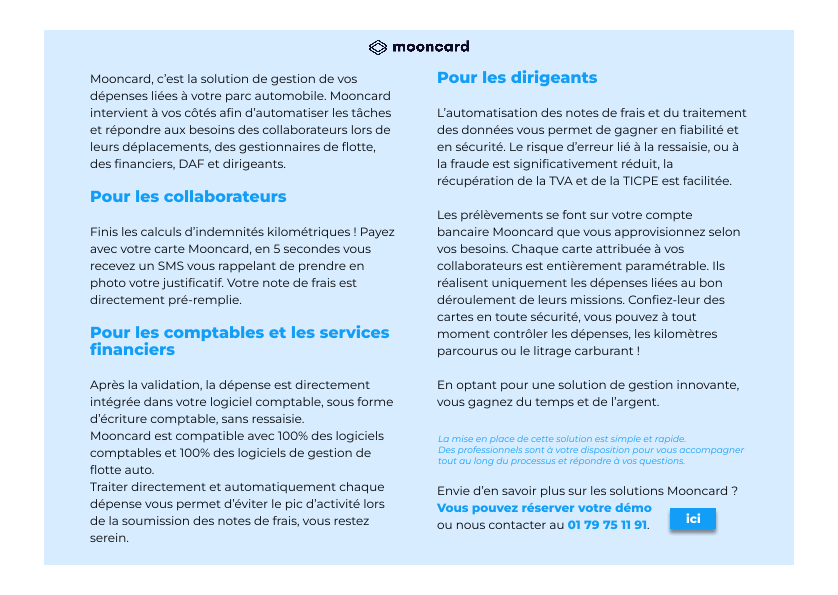 mooncard
Mooncard, c’est la solution de gestion de vos
dépenses liées à votre parc automobile. Mooncard
intervient à vos côtés afin d’automatiser les tâches
et répondre aux besoins des collaborateurs lors de
leurs déplacements, des gestionnaires de flotte,
des financiers, DAF et dirigeants.
Pour les collaborateurs
Finis les calculs d’indemnités kilométriques ! Payez
avec votre carte Mooncard, en 5 secondes vous
recevez un SMS vous rappelant de prendre en
photo votre justificatif. Votre note de frais est
directement pré-remplie.
Pour les comptables et les services
financiers
Après la validation, la dépense est directement
intégrée dans votre logiciel comptable, sous forme
d’écriture comptable, sans ressaisie.
Mooncard est compatible avec 100% des logiciels
comptables et 100% des logiciels de gestion de
flotte auto.
Traiter directement et automatiquement chaque
dépense vous permet d’éviter le pic d’activité lors
de la soumission des notes de frais, vous restez
serein.
Pour les dirigeants
L’automatisation des notes de frais et du traitement
des données vous permet de gagner en fiabilité et
en sécurité. Le risque d’erreur lié à la ressaisie, ou à
la fraude est significativement réduit, la
récupération de la TVA et de la TICPE est facilitée.
Les prélèvements se font sur votre compte
bancaire Mooncard que vous approvisionnez selon
vos besoins. Chaque carte attribuée à vos
collaborateurs est entièrement paramétrable. Ils
réalisent uniquement les dépenses liées au bon
déroulement de leurs missions. Confiez-leur des
cartes en toute sécurité, vous pouvez à tout
moment contrôler les dépenses, les kilomètres
parcourus ou le litrage carburant !
En optant pour une solution de gestion innovante,
vous gagnez du temps et de l’argent.
La mise en place de cette solution est simple et rapide.
Des professionnels sont à votre disposition pour vous accompagner
tout au long du processus et répondre à vos questions.
Envie d’en savoir plus sur les solutions Mooncard ?
Vous pouvez réserver votre démo
ou nous contacter au 01 79 75 11 91.
ici